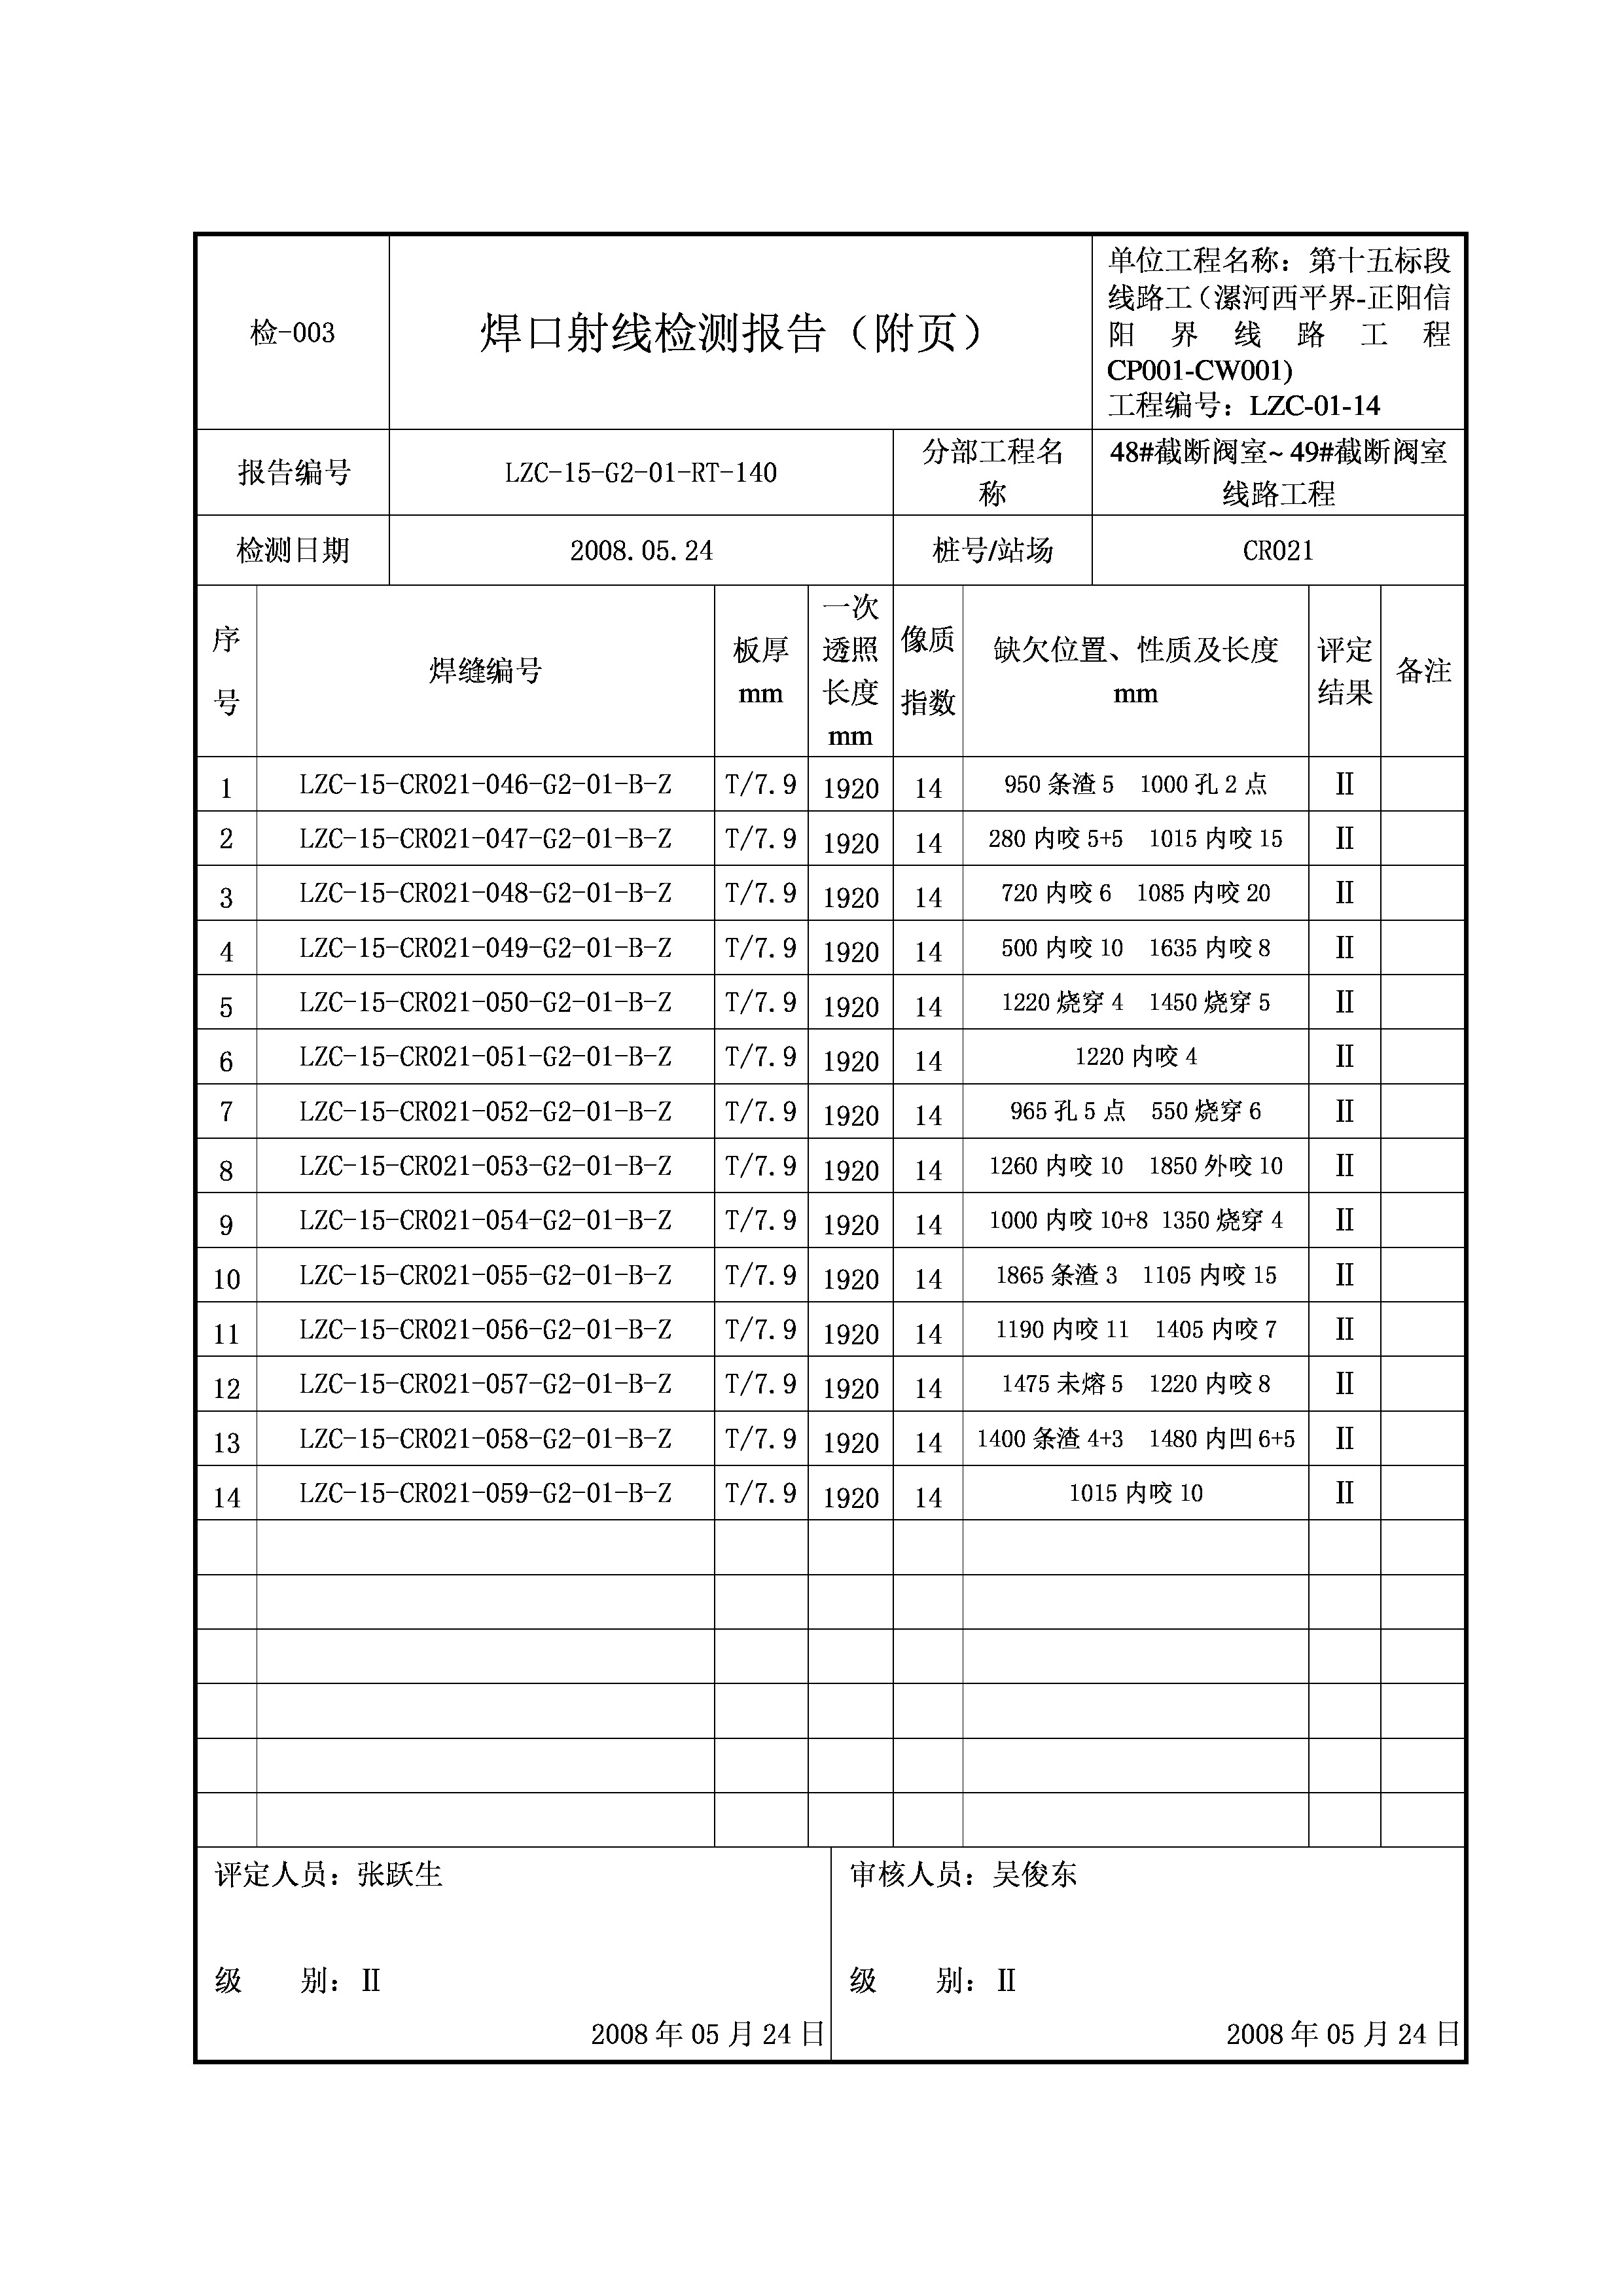 检-003
焊口射线检测报告（附页）
单位工程名称：第十五标段
线路工（漯河西平界-正阳信
阳界线路工程
CP001-CW001)
工程编号：LZC-01-14
报告编号
LZC-15-G2-01-RT-140
分部工程名
称
48#截断阀室~49#截断阀室
线路工程
检测日期
2008.05.24
桩号/站场
CR021
序
号
焊缝编号
板厚
mm
一次
透照
长度
mm
像质
指数
缺欠位置、性质及长度
mm
评定
结果
备注
1 LZC-15-CR021-046-G2-01-B-Z T/7.9 1920 14 950 条渣 5 1000 孔 2 点 Ⅱ
2 LZC-15-CR021-047-G2-01-B-Z T/7.9 1920 14 280 内咬 5+5 1015 内咬 15 Ⅱ
3 LZC-15-CR021-048-G2-01-B-Z T/7.9 1920 14 720 内咬 6 1085 内咬 20 Ⅱ
4 LZC-15-CR021-049-G2-01-B-Z T/7.9 1920 14 500 内咬 10 1635 内咬 8 Ⅱ
5 LZC-15-CR021-050-G2-01-B-Z T/7.9 1920 14 1220 烧穿 4 1450 烧穿 5 Ⅱ
6 LZC-15-CR021-051-G2-01-B-Z T/7.9 1920 14 1220 内咬 4 Ⅱ
7 LZC-15-CR021-052-G2-01-B-Z T/7.9 1920 14 965 孔 5 点 550 烧穿 6 Ⅱ
8 LZC-15-CR021-053-G2-01-B-Z T/7.9 1920 14 1260 内咬 10 1850 外咬 10 Ⅱ
9 LZC-15-CR021-054-G2-01-B-Z T/7.9 1920 14 1000 内咬 10+8 1350 烧穿 4 Ⅱ
10 LZC-15-CR021-055-G2-01-B-Z T/7.9 1920 14 1865 条渣 3 1105 内咬 15 Ⅱ
11 LZC-15-CR021-056-G2-01-B-Z T/7.9 1920 14 1190 内咬 11 1405 内咬 7 Ⅱ
12 LZC-15-CR021-057-G2-01-B-Z T/7.9 1920 14 1475 未熔 5 1220 内咬 8 Ⅱ
13 LZC-15-CR021-058-G2-01-B-Z T/7.9 1920 14 1400 条渣 4+3 1480 内凹 6+5 Ⅱ
14 LZC-15-CR021-059-G2-01-B-Z T/7.9 1920 14 1015 内咬 10 Ⅱ
评定人员：张跃生
级 别：Ⅱ
2008 年 05 月 24 日
审核人员：吴俊东
级 别：Ⅱ
2008 年 05 月 24 日